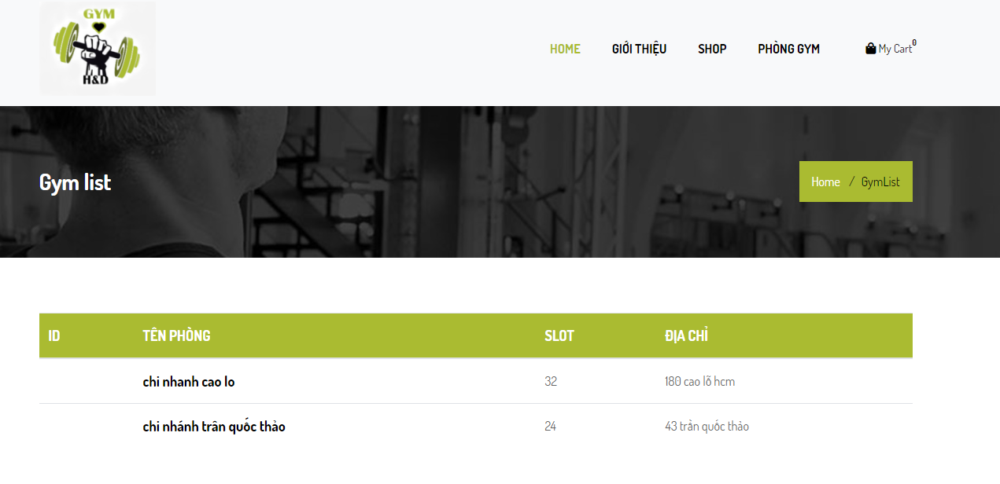 GYM
H&D
HOME GIỚI THIỆU SHOP PHÒNG GYM My Cart 0
Gym list
Home / GymList
ID TÊN PHÒNG SLOT ĐỊA CHỈ
chi nhanh cao lo 32 180 cao lỗ hcm
chi nhánh trân quốc thảo 24 43 trần quốc thảo